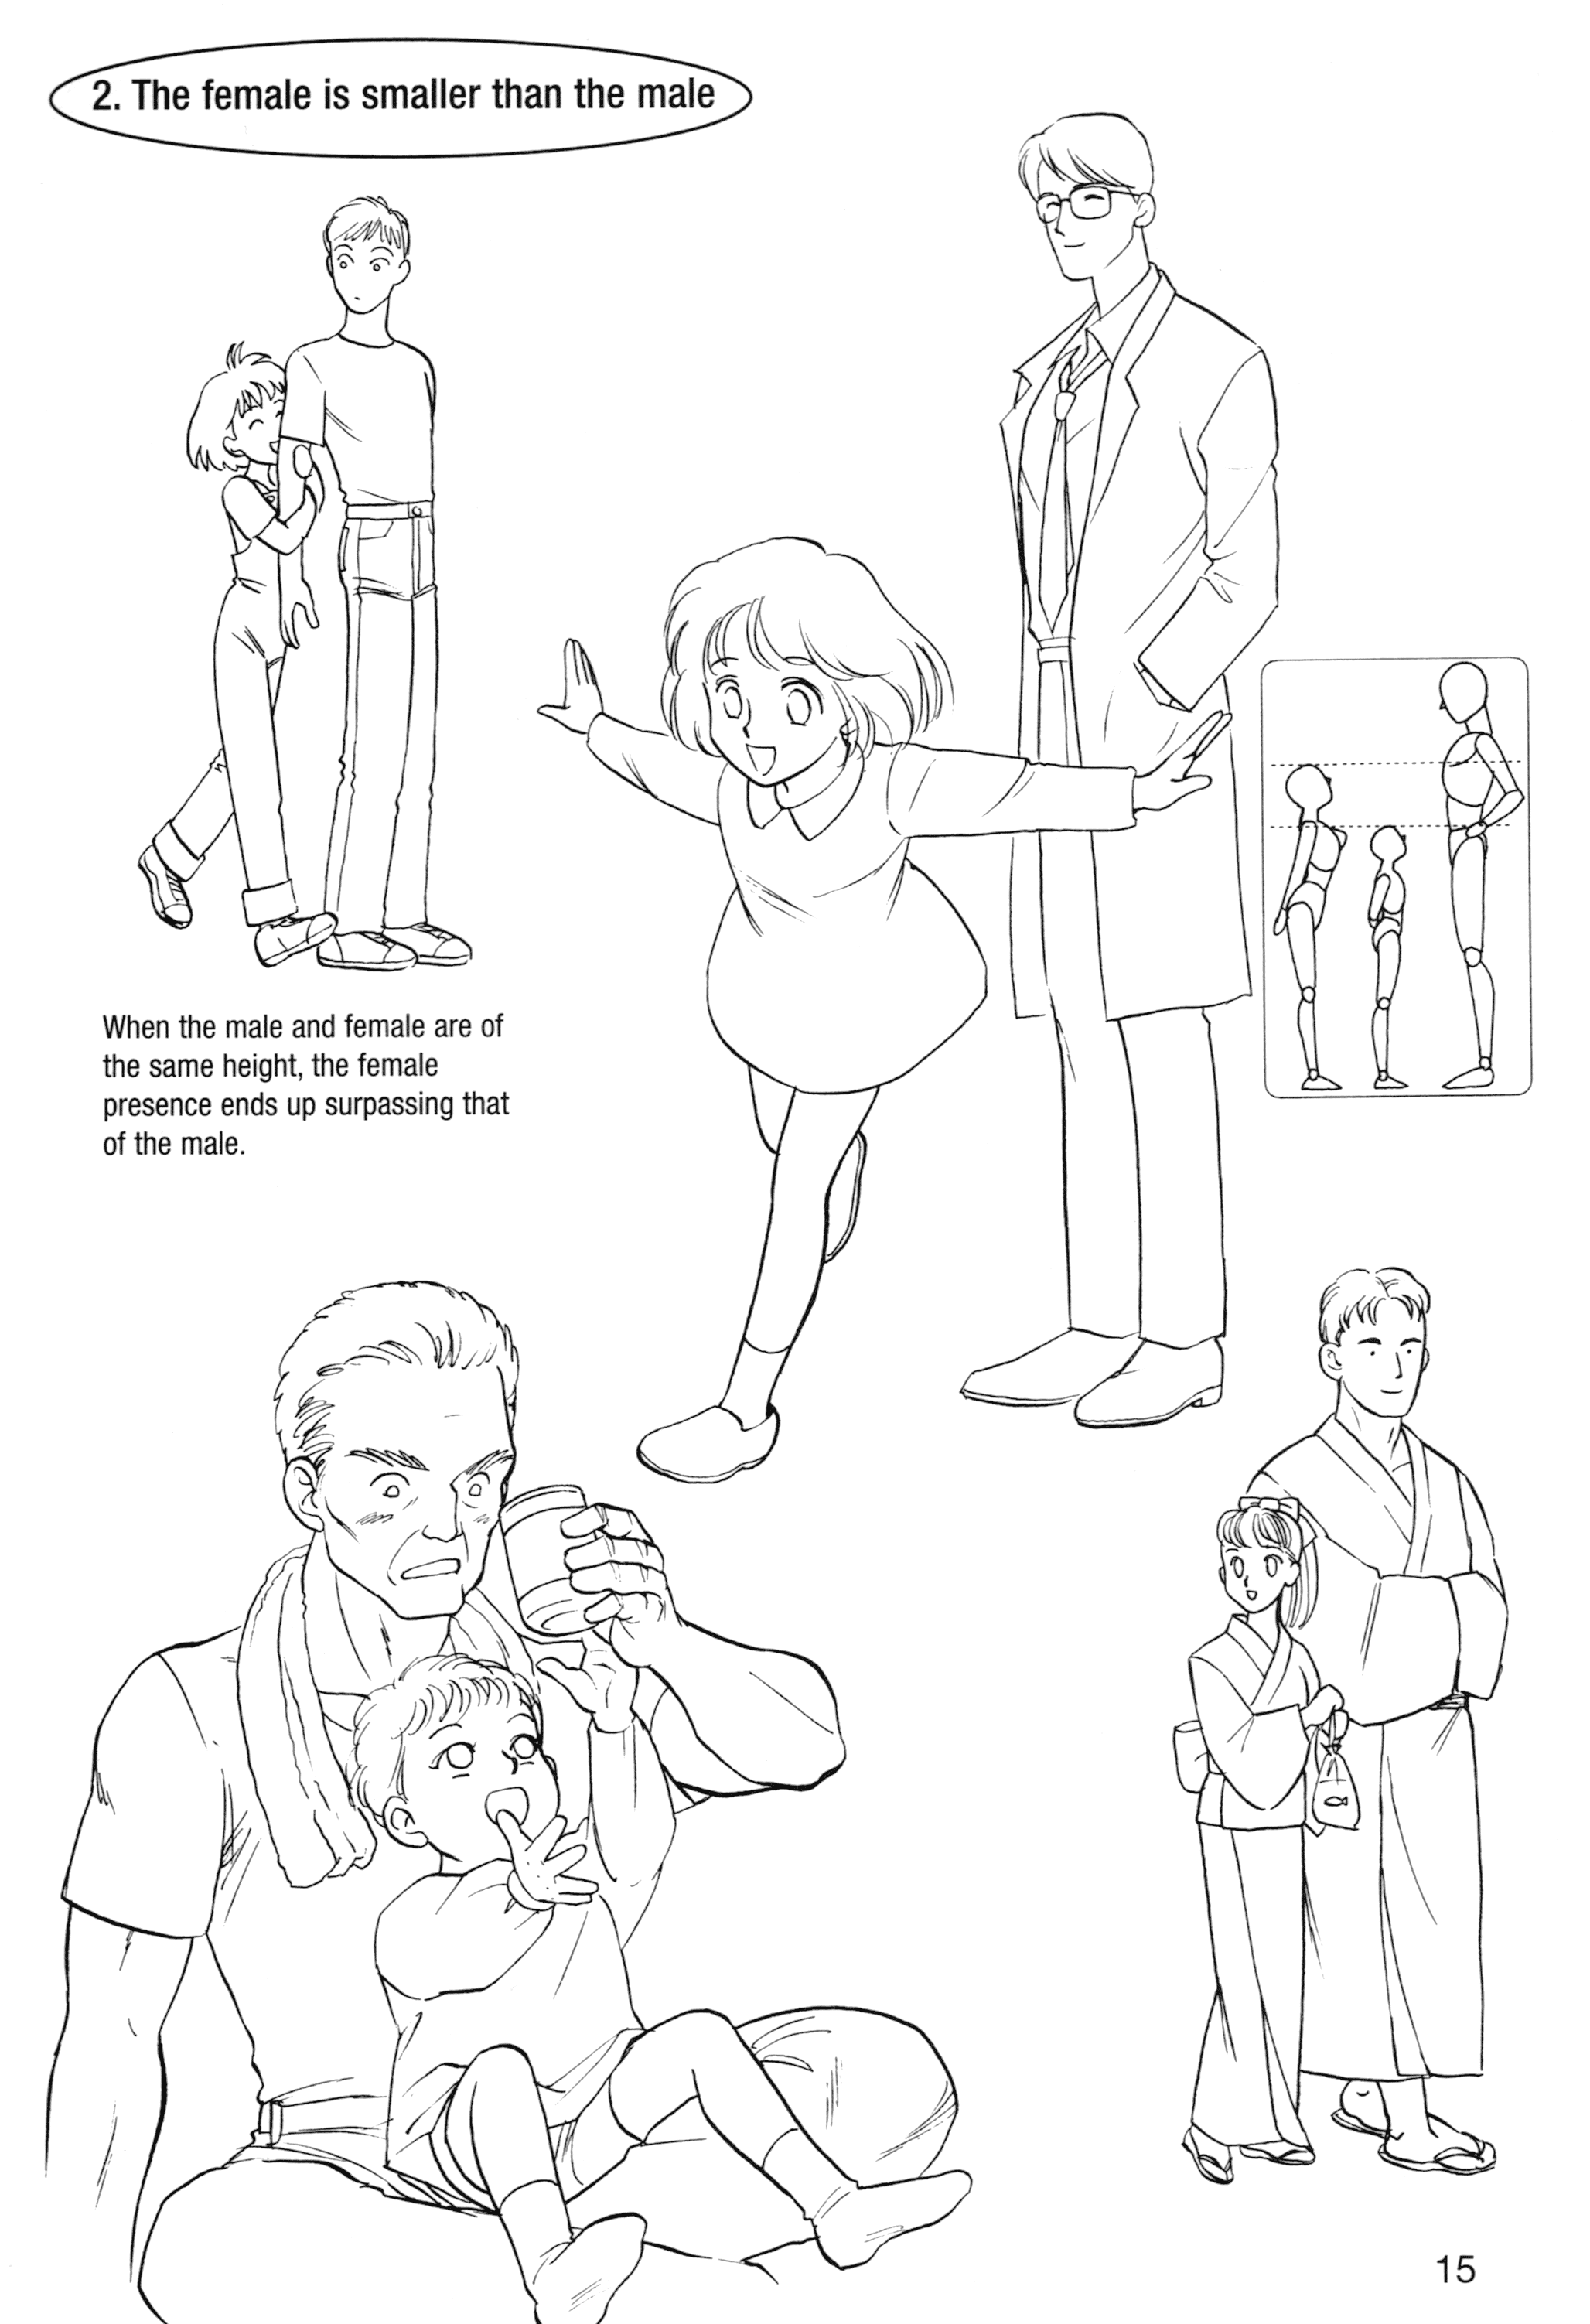 2. The female is smaller than the male
When the male and female are of
the same height, the female
presence ends up surpassing that
of the male.
15